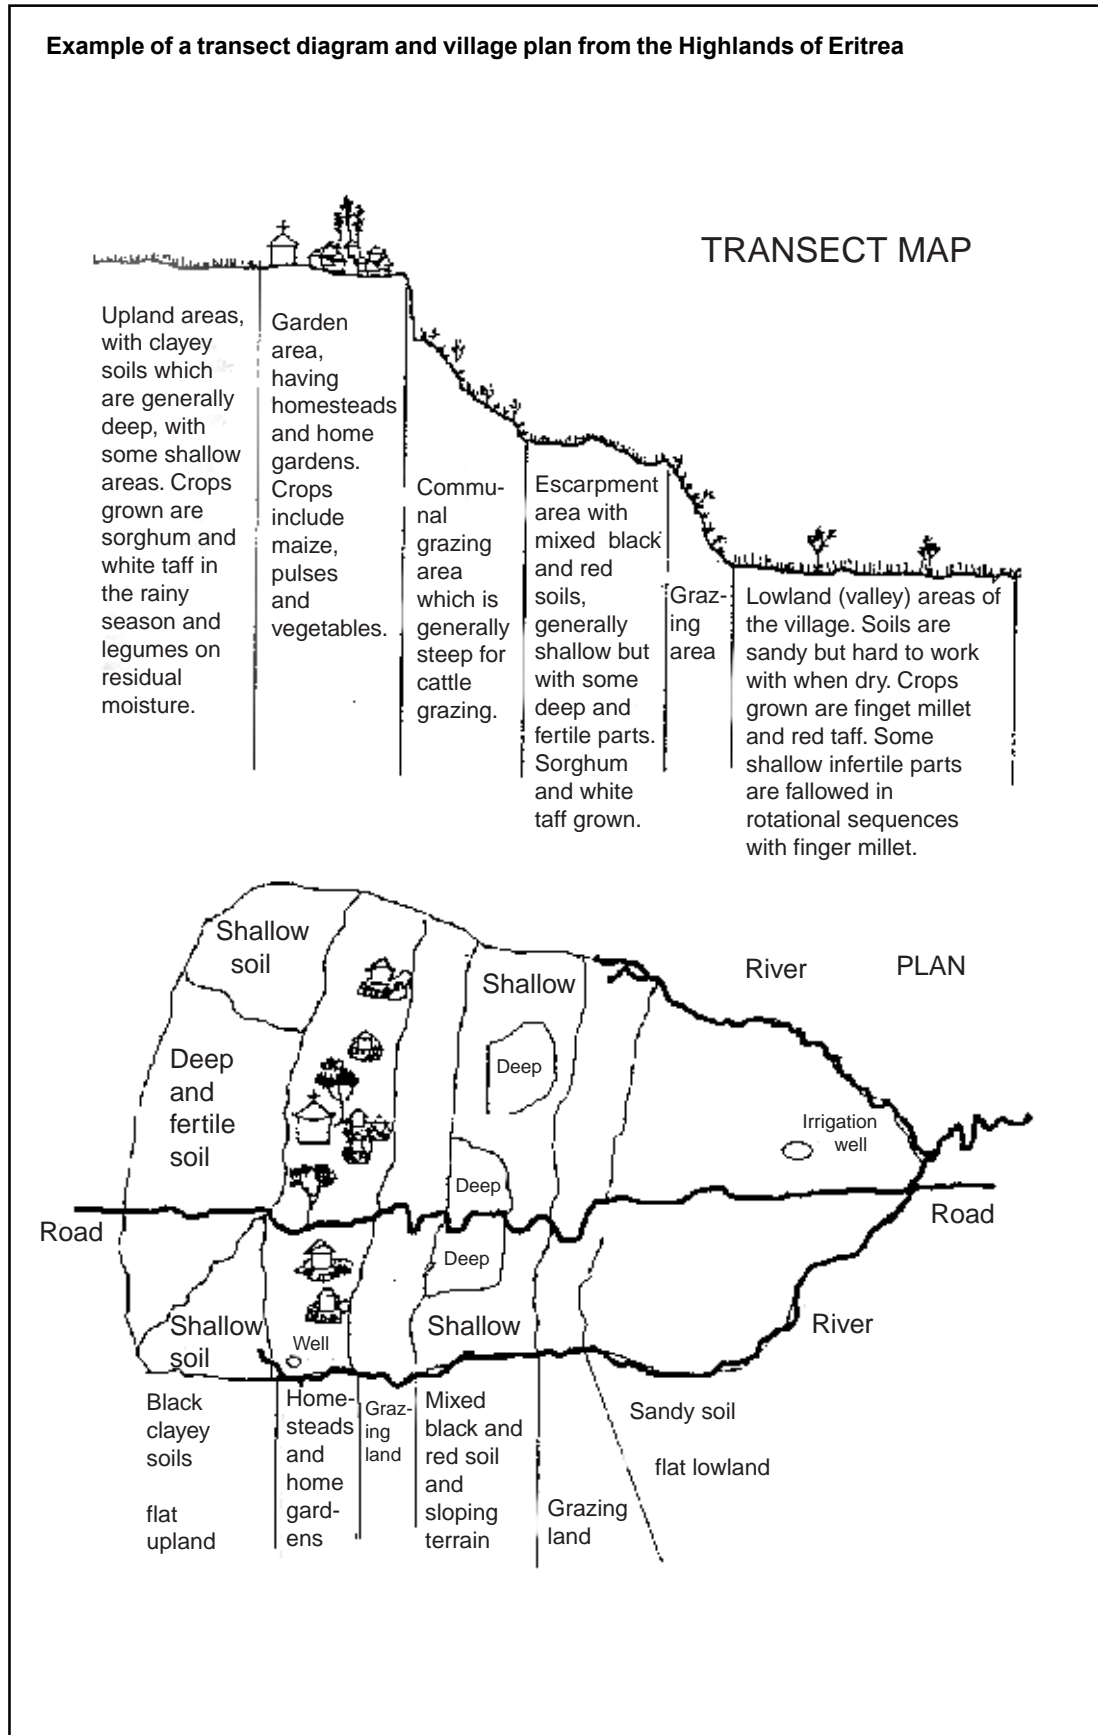 Example of a transect diagram and village plan from the Highlands of Eritrea
TRANSECT MAP
Upland areas,
with clayey
soils which
are generally
deep, with
some shallow
areas. Crops
grown are
sorghum and
white taff in
the rainy
season and
legumes on
residual
moisture.
Garden
area,
having
homesteads
and home
gardens.
Crops
include
maize,
pulses
and
vegetables.
Commu-
nal
grazing
area
which is
generally
steep for
cattle
grazing.
Escarpment
area with
mixed black
and red
soils,
generally
shallow but
with some
deep and
fertile parts.
Sorghum
and white
taff grown.
Graz-
ing
area
Lowland (valley) areas of
the village. Soils are
sandy but hard to work
with when dry. Crops
grown are finget millet
and red taff. Some
shallow infertile parts
are fallowed in
rotational sequences
with finger millet.
PLAN
River
Shallow
soil
Shallow
Deep
and
fertile
soil
Deep
Irrigation
well
Deep
Road
Road
Deep
Shallow
soil
Well
Shallow
River
Black
clayey
soils
flat
upland
Home-
steads
and
home
gard-
ens
Graz-
ing
land
Mixed
black and
red soil
and
sloping
terrain
Grazing
land
Sandy soil
flat lowland